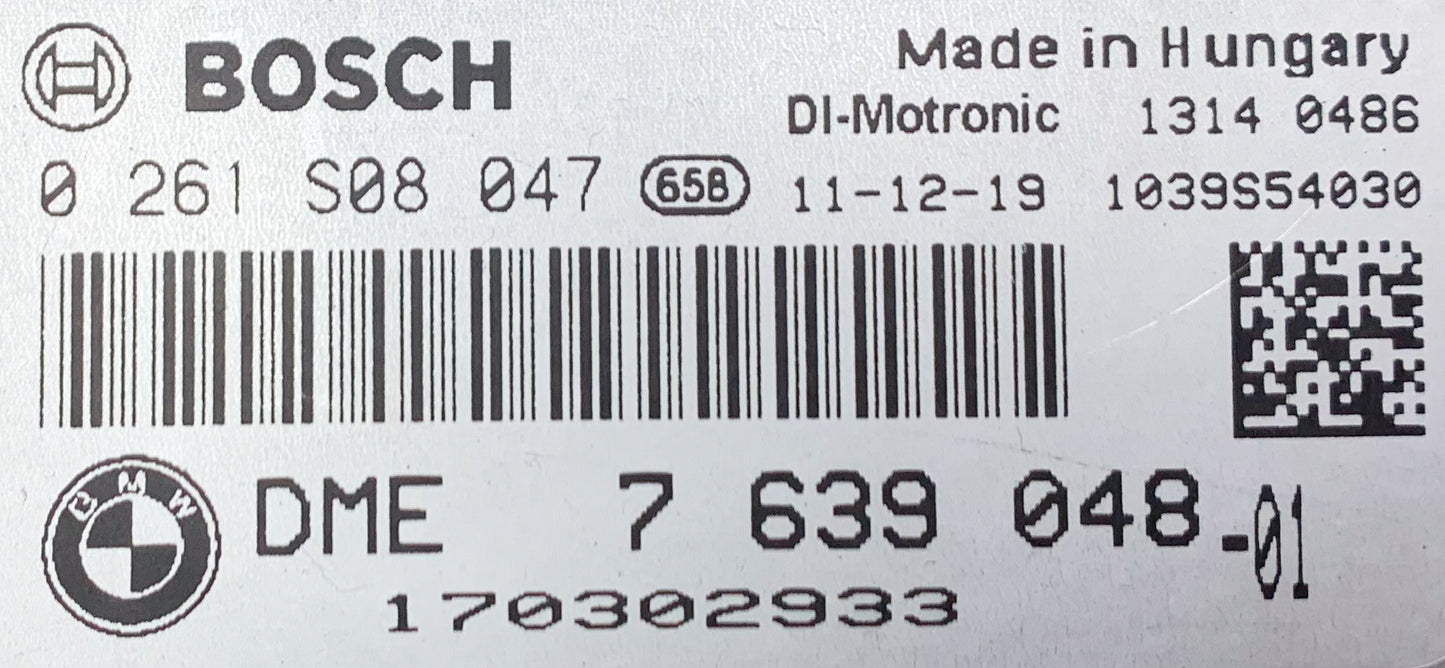 BOSCH
Made in Hungary
DI-Motronic 1314 0486
0 261 S08 047 658 11-12-19 1039S54030
BMW
DME 7 639 048-01
170302933